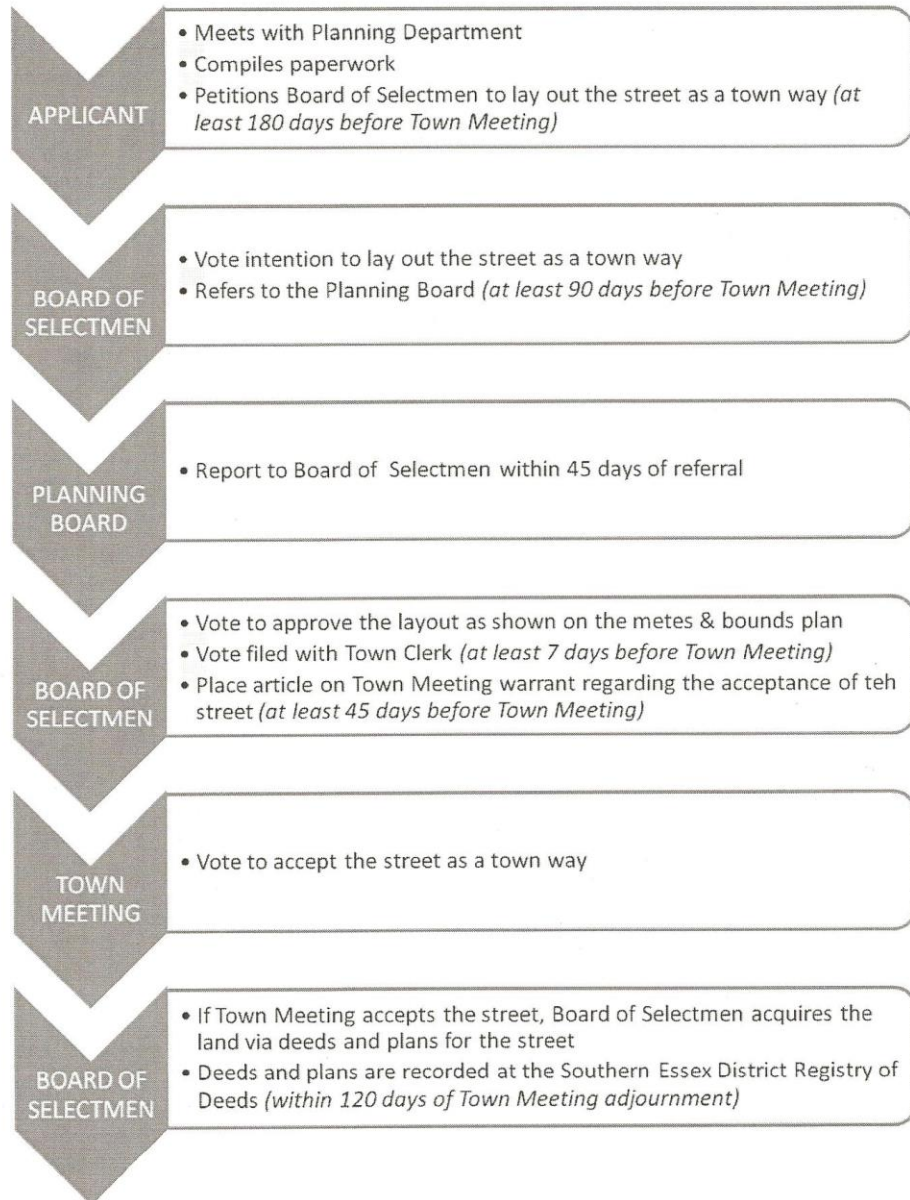 APPLICANT
• Meets with Planning Department
• Compiles paperwork
• Petitions Board of Selectmen to lay out the street as a town way (at
least 180 days before Town Meeting)
BOARD OF
SELECTMEN
• Vote intention to lay out the street as a town way
• Refers to the Planning Board (at least 90 days before Town Meeting)
PLANNING
BOARD
• Report to Board of Selectmen within 45 days of referral
BOARD OF
SELECTMEN
• Vote to approve the layout as shown on the metes & bounds plan
• Vote filed with Town Clerk (at least 7 days before Town Meeting)
• Place article on Town Meeting warrant regarding the acceptance of teh
street (at least 45 days before Town Meeting)
TOWN
MEETING
• Vote to accept the street as a town way
BOARD OF
SELECTMEN
• If Town Meeting accepts the street, Board of Selectmen acquires the
land via deeds and plans for the street
• Deeds and plans are recorded at the Southern Essex District Registry of
Deeds (within 120 days of Town Meeting adjournment)